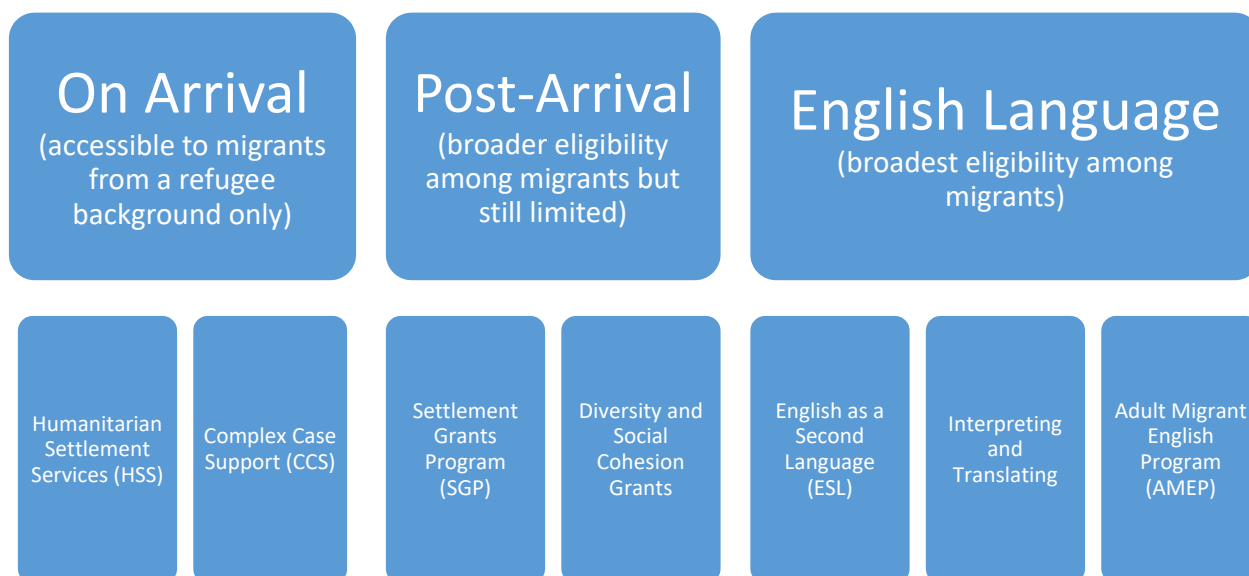 On Arrival
(accessible to migrants
from a refugee
background only)
Post-Arrival
(broader eligibility
among migrants but
still limited)
English Language
(broadest eligibility among
migrants)
Humanitarian
Settlement
Services (HSS)
Complex Case
Support (CCS)
Settlement
Grants
Program
(SGP)
Diversity and
Social
Cohesion
Grants
English as a
Second
Language
(ESL)
Interpreting
and
Translating
Adult Migrant
English
Program
(AMEP)